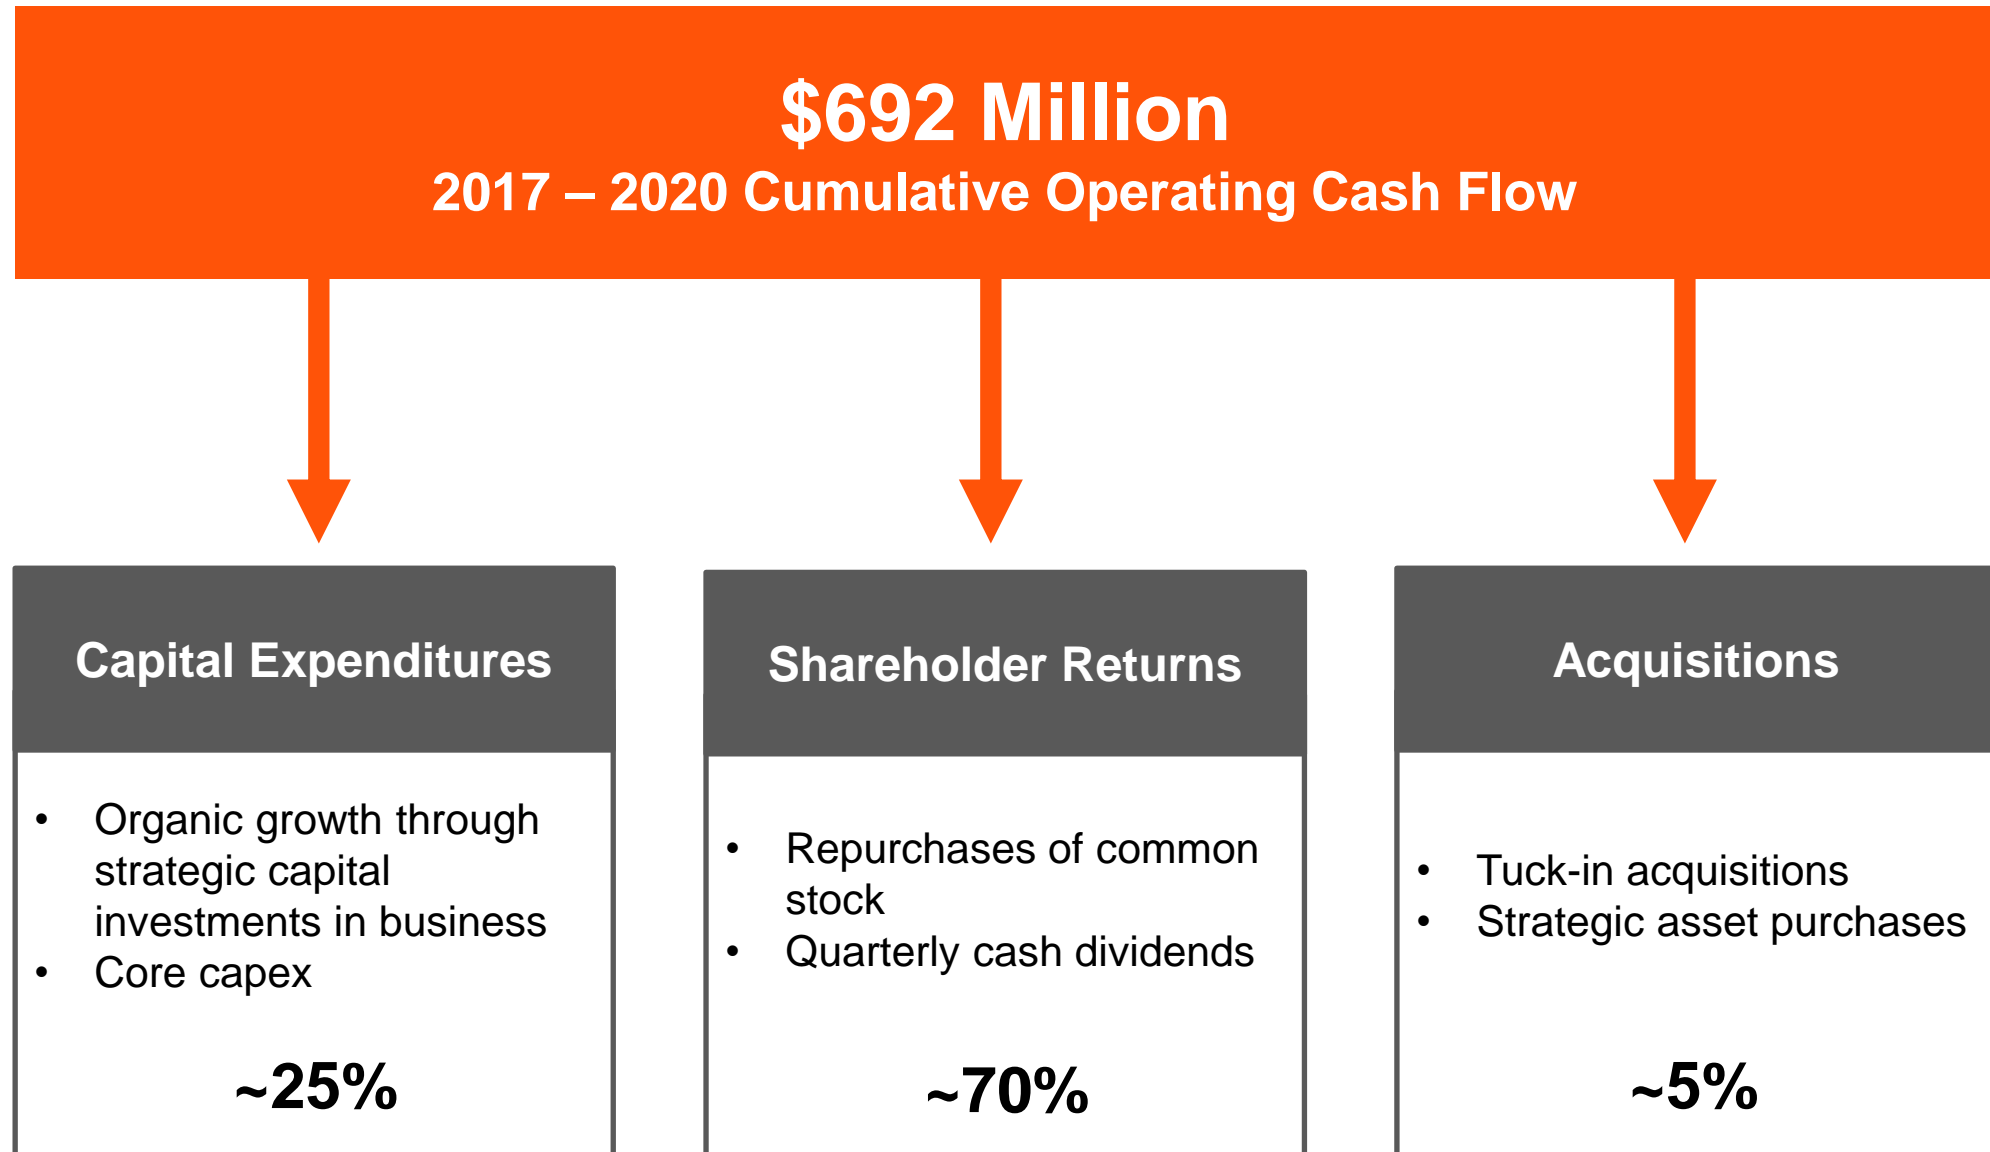 $692 Million
2017 – 2020 Cumulative Operating Cash Flow
Capital Expenditures
• Organic growth through
strategic capital
investments in business
• Core capex
~25%
Shareholder Returns
• Repurchases of common
stock
• Quarterly cash dividends
~70%
Acquisitions
• Tuck-in acquisitions
• Strategic asset purchases
~5%